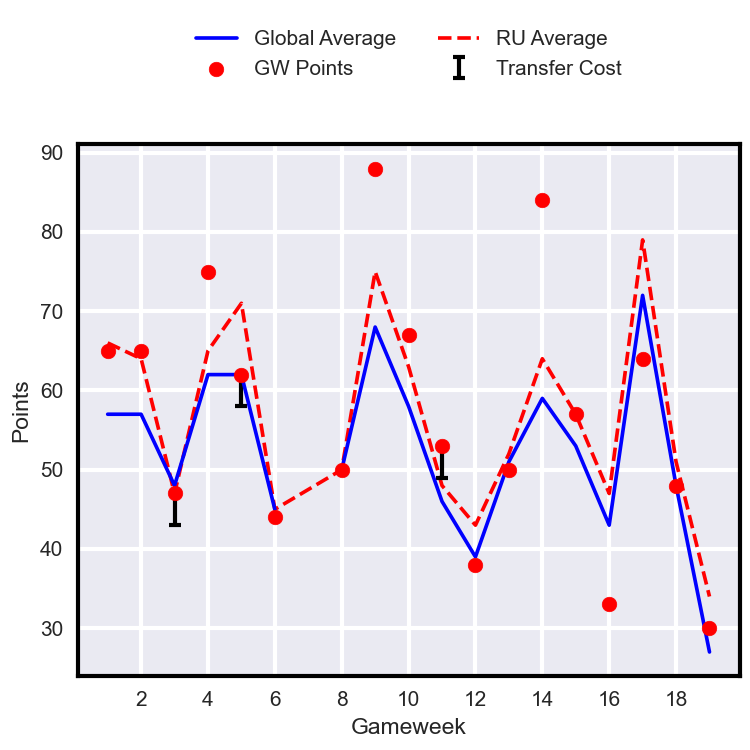 Global Average
RU Average
GW Points
Transfer Cost
90
80
70
60
50
40
30
Points
2 4 6 8 10 12 14 16 18
Gameweek